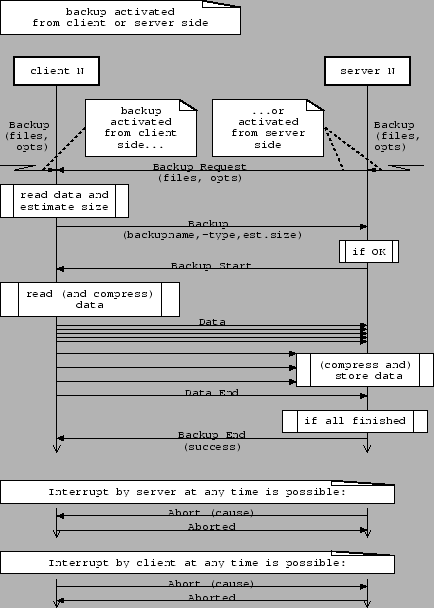 backup activated
from client or server side
client N
server N
Backup
(files,
opts)
backup
activated
from client
side...
...or
activated
from server
side
Backup
(files,
opts)
Backup Request
(files, opts)
read data and
estimate size
Backup
(backupname,-type,est.size)
if OK
Backup Start
read (and compress)
data
Data
(compress and)
store data
Data End
if all finished
Backup End
(success)
Interrupt by server at any time is possible:
Abort (cause)
Aborted
Interrupt by client at any time is possible:
Abort (cause)
Aborted